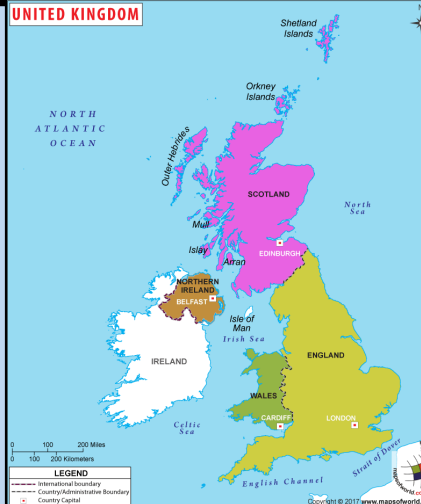 UNITED KINGDOM
Shetland
Islands
Orkney
Islands
NORTH
ATLANTIC
OCEAN
Outer Hebrides
SCOTLAND
North
Sea
Mull
EDINBURGH
Islay
Arran
NORTHERN
IRELAND
BELFAST
Isle of
Man
Irish Sea
IRELAND
ENGLAND
WALES
Celtic
Sea
CARDIFF
LONDON
0 100 200 Miles
0 100 200 Kilometers
English Channel
Strait of Dover
LEGEND
International boundary
Country/Administrative Boundary
Country Capital
Copyright © 2017 www.mapsofworld.